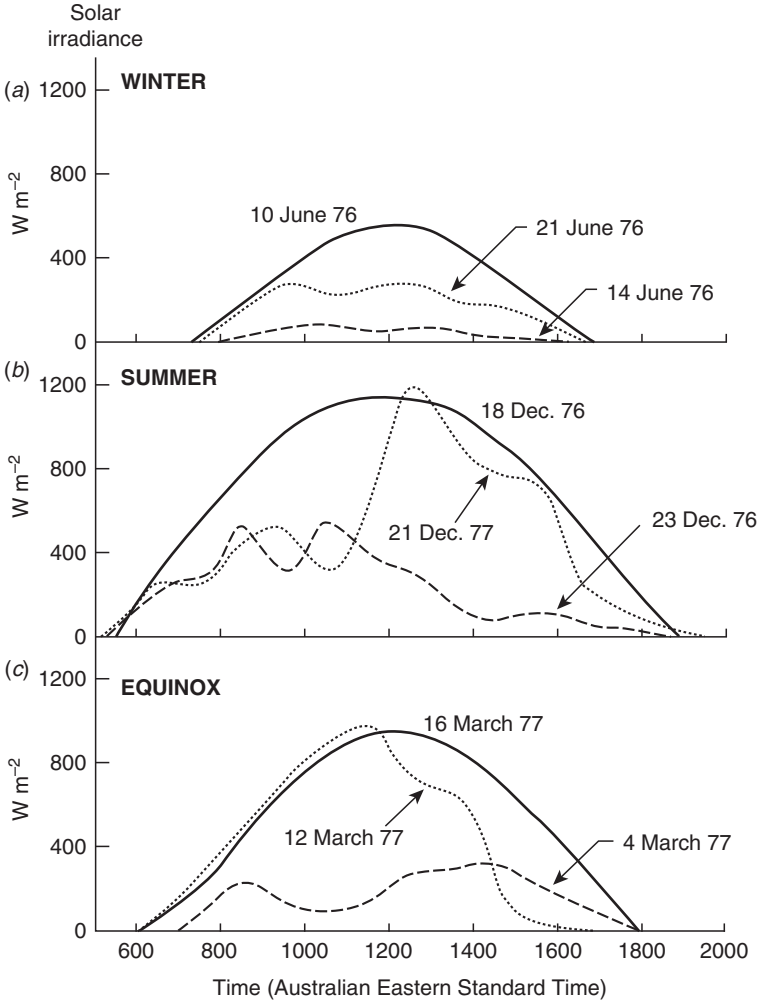 Solar
irradiance
(a)
WINTER
1200
800
400
0
W m⁻²
10 June 76
21 June 76
14 June 76
(b)
SUMMER
1200
800
400
0
W m⁻²
18 Dec. 76
21 Dec. 77
23 Dec. 76
(c)
EQUINOX
1200
800
400
0
W m⁻²
16 March 77
12 March 77
4 March 77
600 800 1000 1200 1400 1600 1800 2000
Time (Australian Eastern Standard Time)